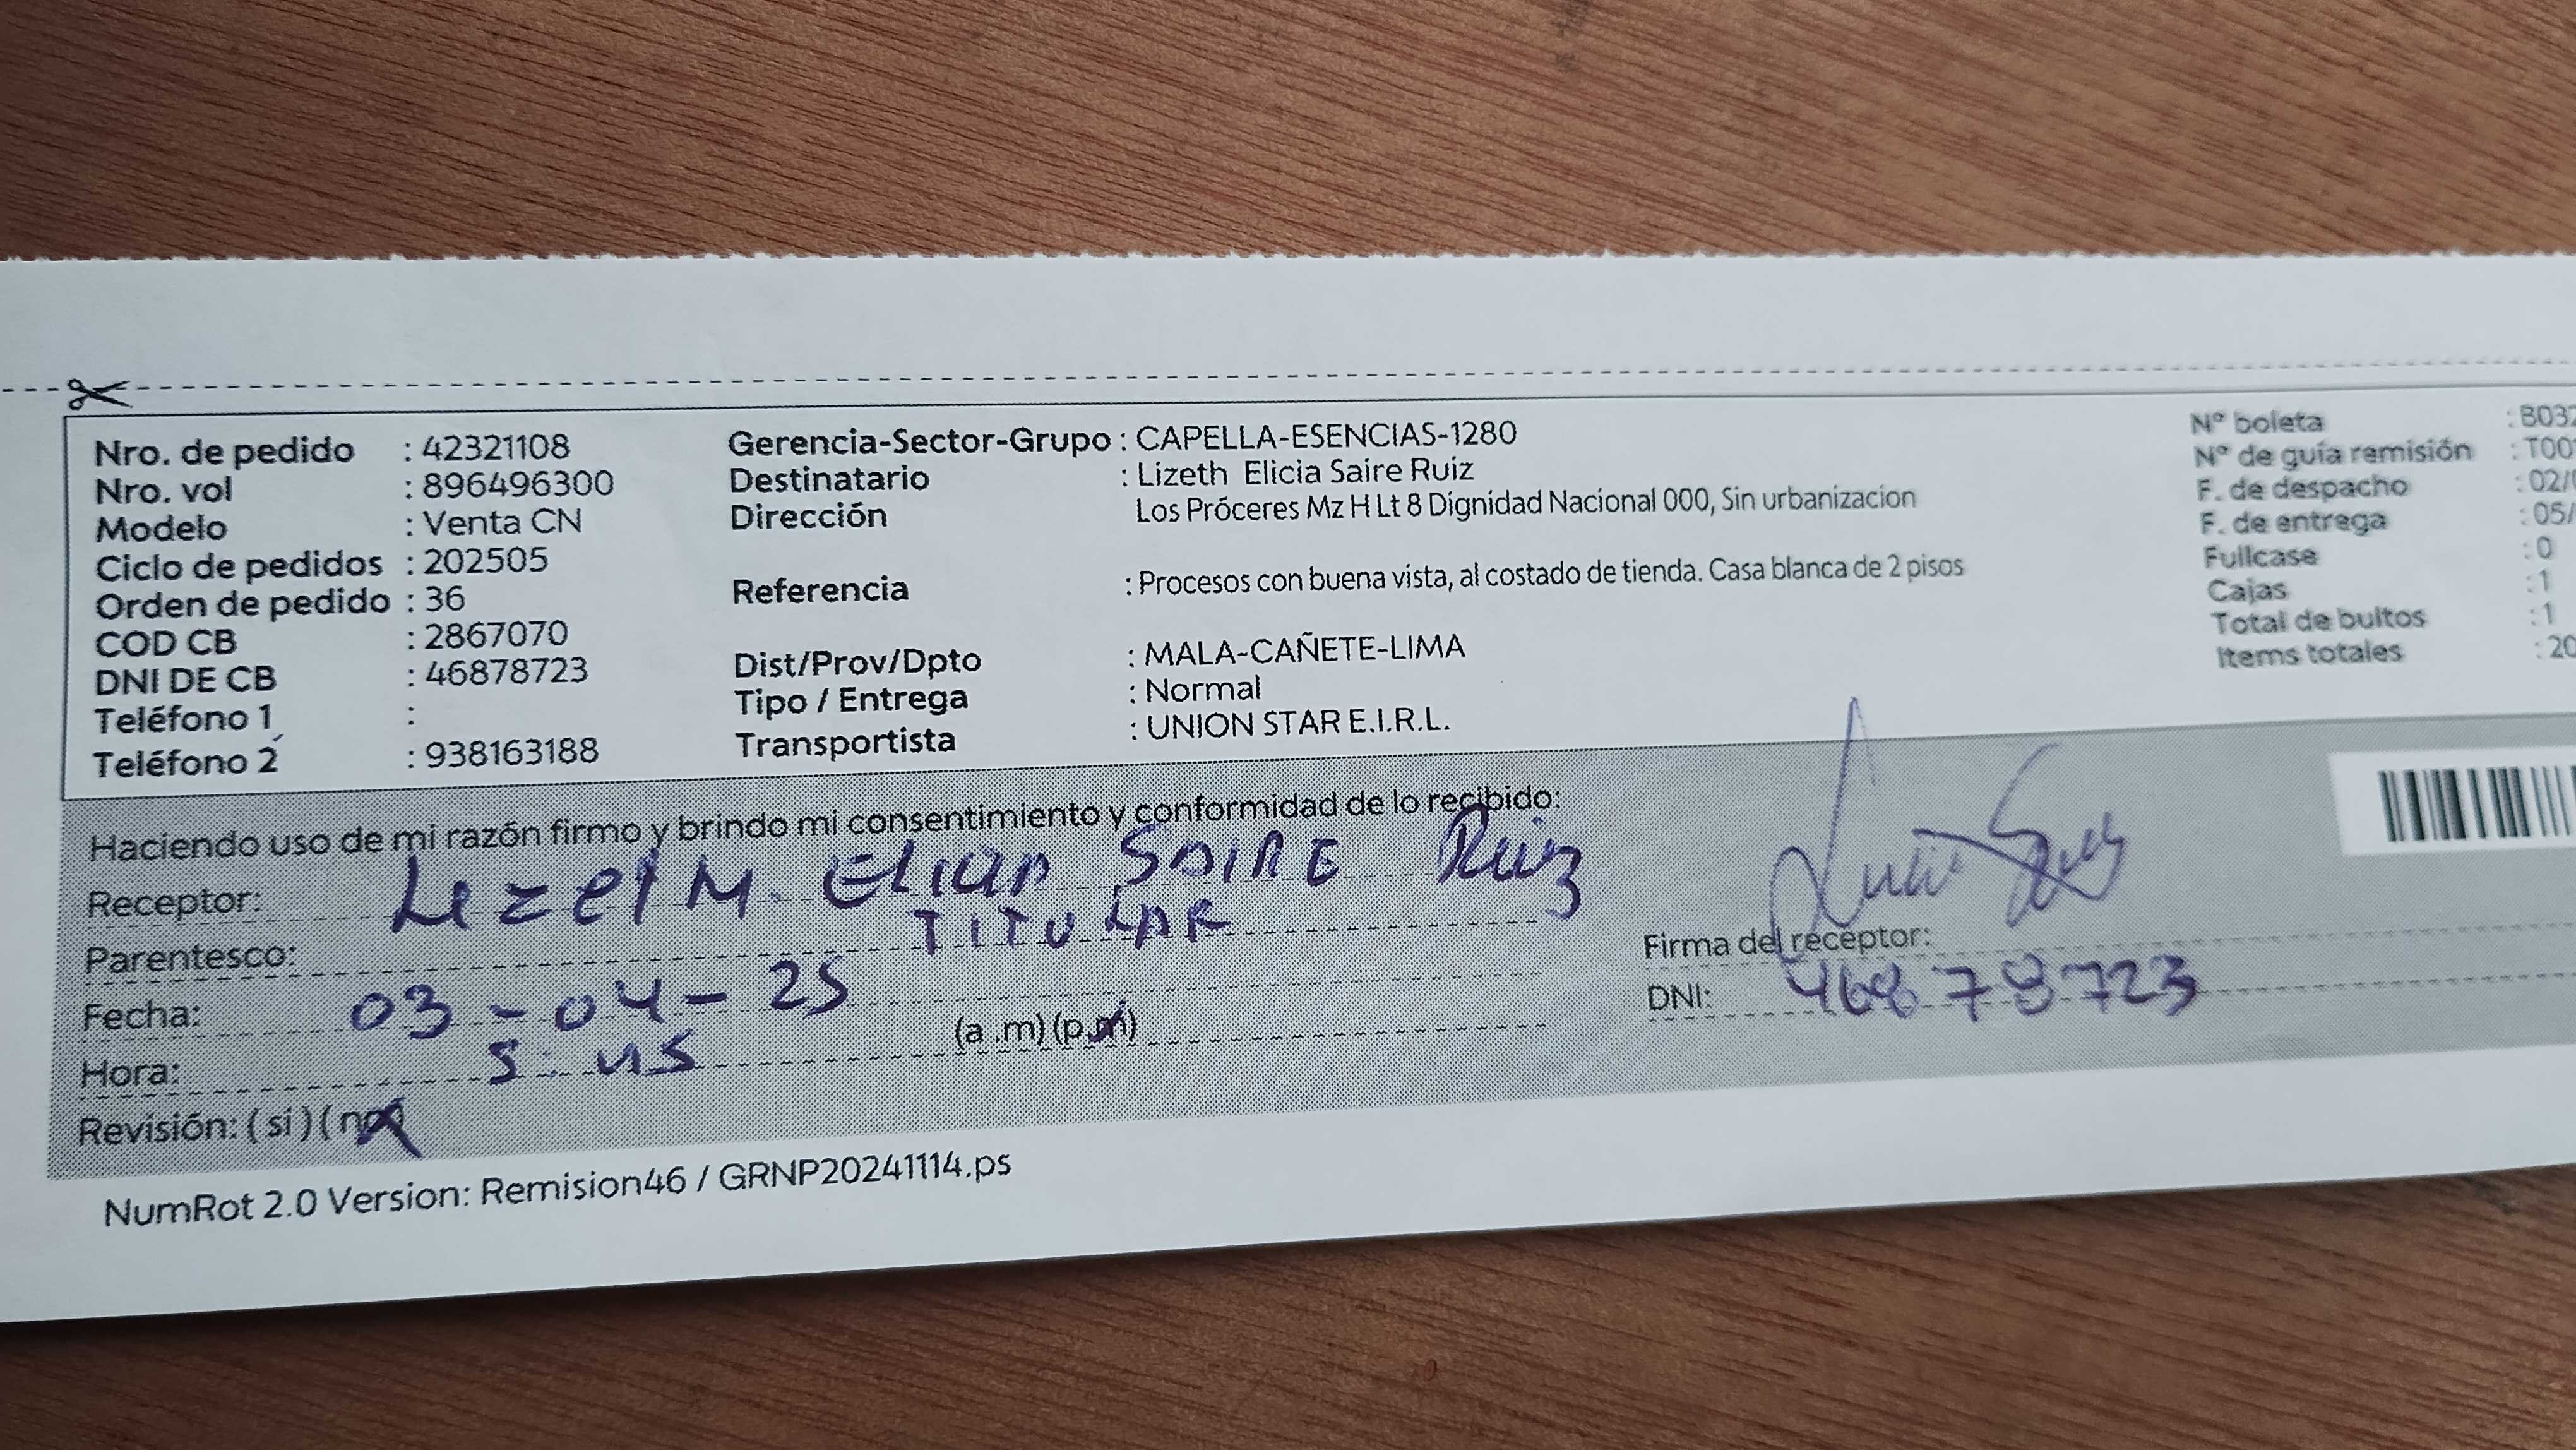 Nro. de pedido : 42321108
Nro. vol : 896496300
Modelo : Venta CN
Ciclo de pedidos : 202505
Orden de pedido : 36
COD CB : 2867070
DNI DE CB : 46878723
Teléfono 1 :
Teléfono 2 : 938163188
Gerencia-Sector-Grupo : CAPELLA-ESENCIAS-1280
Destinatario : Lizeth Elicia Saire Ruiz
Dirección Los Próceres Mz H Lt 8 Dignidad Nacional 000, Sin urbanizacion
Referencia : Procesos con buena vista, al costado de tienda. Casa blanca de 2 pisos
Dist/Prov/Dpto : MALA-CAÑETE-LIMA
Tipo / Entrega : Normal
Transportista : UNION STAR E.I.R.L.
N° boleta : B032
N° de guía remisión : T00
F. de despacho : 02/
F. de entrega : 05/
Fullcase : 0
Cajas : 1
Total de bultos : 1
Items totales : 20
Haciendo uso de mi razón firmo y brindo mi consentimiento y conformidad de lo recibido:
Receptor: SAIRE Ruiz
Parentesco: TITULAR
Fecha: 03-04-25
Hora: 5:45 (a .m) (p.m)
Revisión: ( si ) ( no )
Firma del receptor:
DNI: 46878723
NumRot 2.0 Version: Remision46 / GRNP20241114.ps